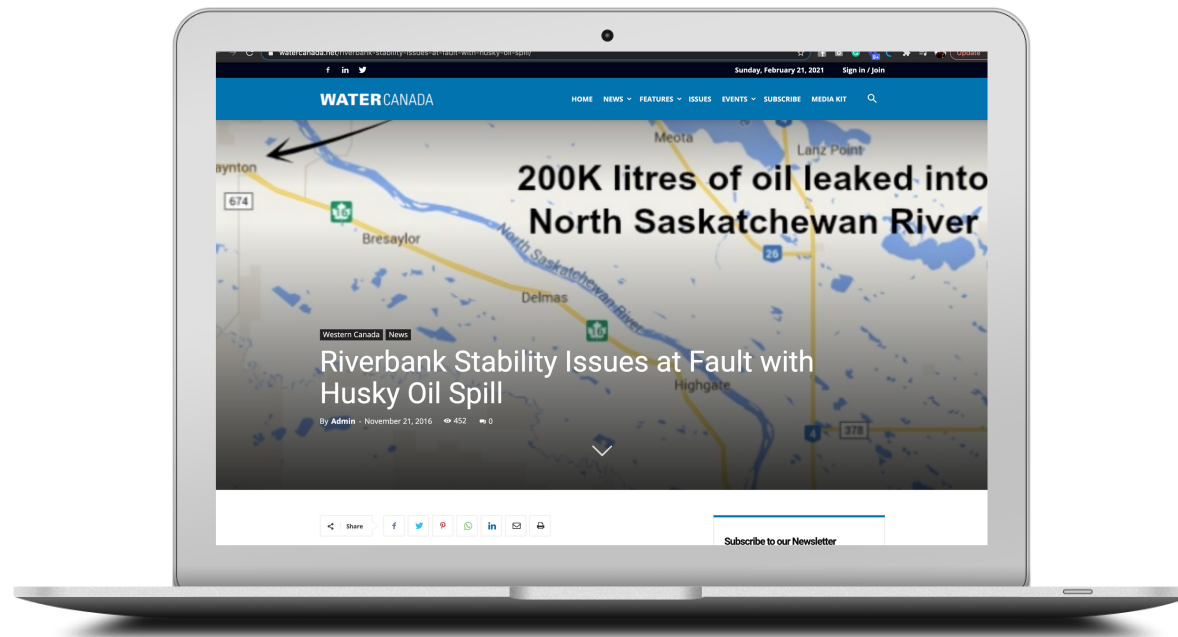 watercanada.net/riverbank-stability-issues-at-fault-with-husky-oil-spill/
Update
Sunday, February 21, 2021 Sign in / Join
WATERCANADA
HOME NEWS FEATURES ISSUES EVENTS SUBSCRIBE MEDIA KIT
Meota
Lanz Point
aynton
200K litres of oil leaked into
North Saskatchewan River
674
16
Bresaylor
North Saskatchewan River
26
Delmas
16
Western Canada News
Riverbank Stability Issues at Fault with
Husky Oil Spill
Highgate
By Admin - November 21, 2016 452 0
4
378
Share
Subscribe to our Newsletter